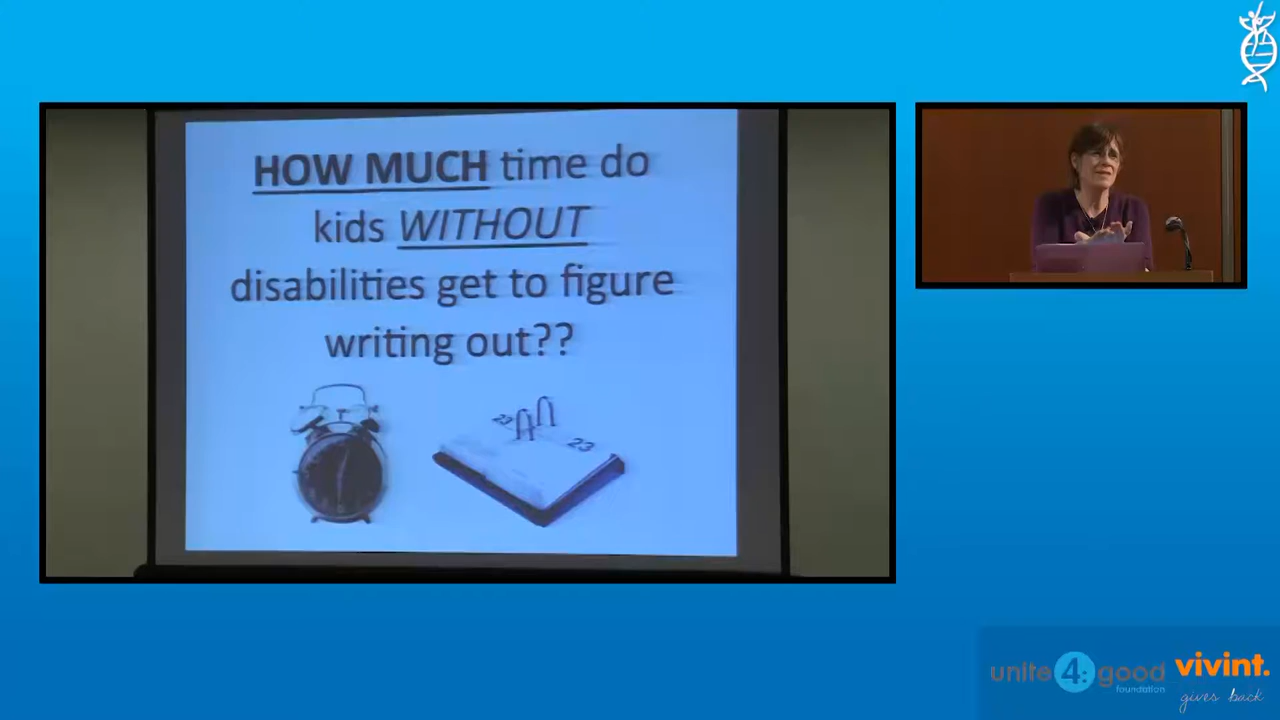 HOW MUCH time do
kids WITHOUT
disabilities get to figure
writing out??
23
unite 4: good
foundation
vivint.
gives back